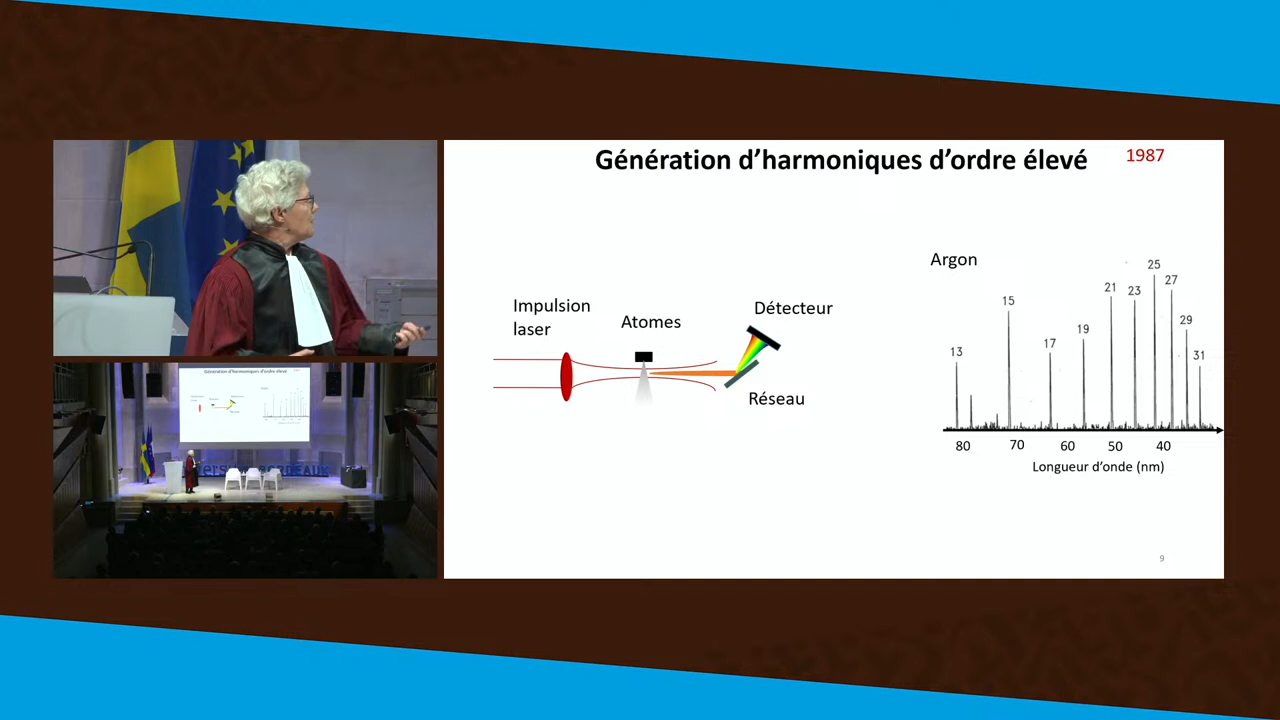 Génération d’harmoniques d’ordre élevé
1987
Argon
Impulsion
laser
Atomes
Détecteur
Réseau
13
15
17
19
21
23
25
27
29
31
80
70
60
50
40
Longueur d’onde (nm)
9
BORDEAUX